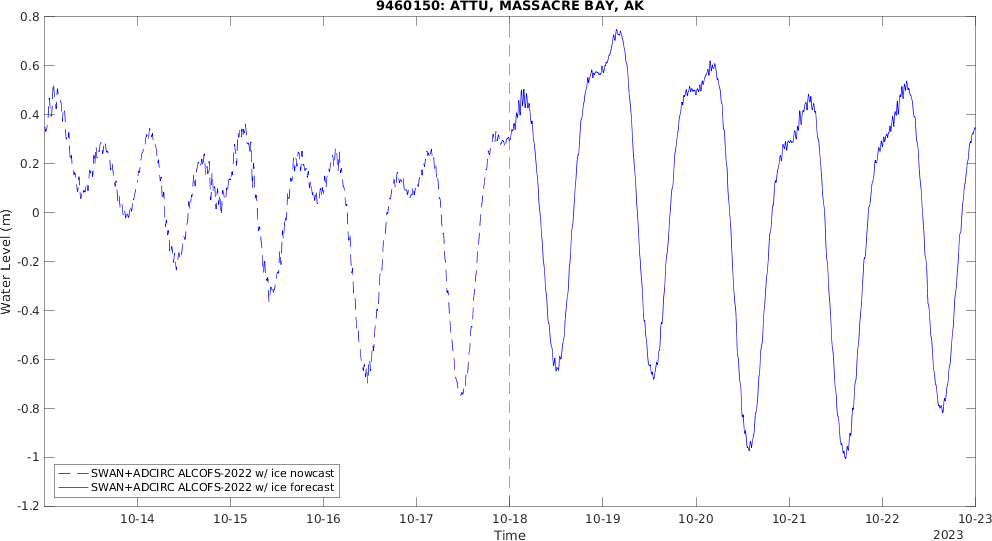 9460150: ATTU, MASSACRE BAY, AK
0.8
0.6
0.4
0.2
0
-0.2
-0.4
-0.6
-0.8
-1
-1.2
Water Level (m)
SWAN+ADCIRC ALCOFS-2022 w/ ice nowcast
SWAN+ADCIRC ALCOFS-2022 w/ ice forecast
10-14 10-15 10-16 10-17 10-18 10-19 10-20 10-21 10-22 10-23
Time
2023